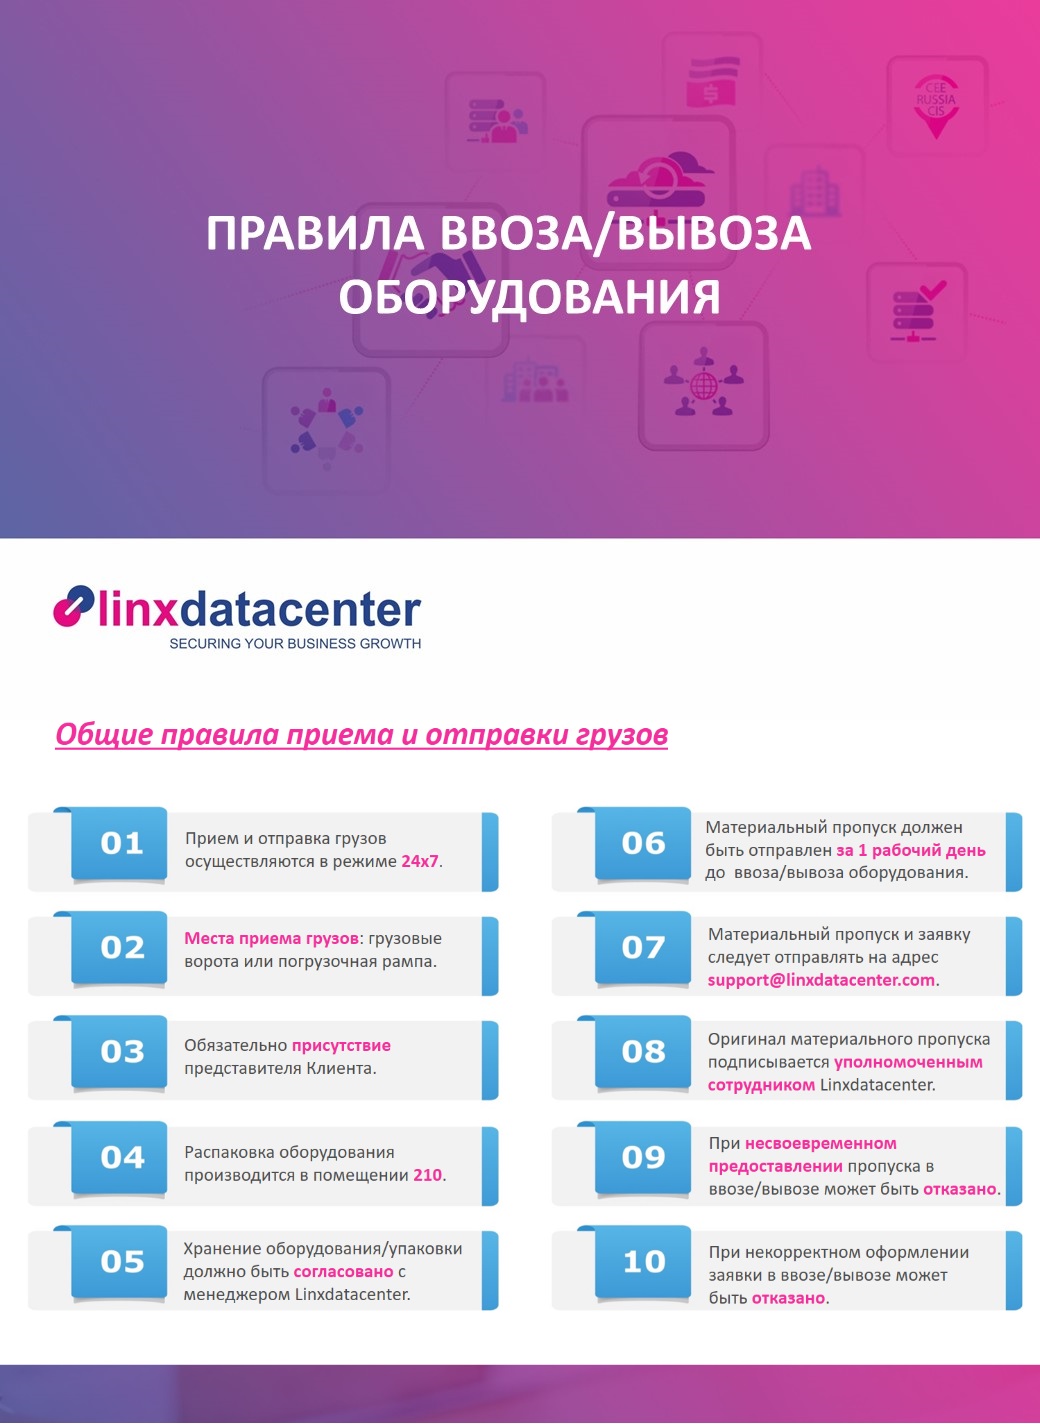 CEE
RUSSIA
CIS
ПРАВИЛА ВВОЗА/ВЫВОЗА
ОБОРУДОВАНИЯ
linxdatacenter
SECURING YOUR BUSINESS GROWTH
Общие правила приема и отправки грузов
01
Прием и отправка грузов
осуществляются в режиме 24x7.
02
Места приема грузов: грузовые
ворота или погрузочная рампа.
03
Обязательно присутствие
представителя Клиента.
04
Распаковка оборудования
производится в помещении 210.
05
Хранение оборудования/упаковки
должно быть согласовано с
менеджером Linxdatacenter.
06
Материальный пропуск должен
быть отправлен за 1 рабочий день
до ввоза/вывоза оборудования.
07
Материальный пропуск и заявку
следует отправлять на адрес
support@linxdatacenter.com.
08
Оригинал материального пропуска
подписывается уполномоченным
сотрудником Linxdatacenter.
09
При несвоевременном
предоставлении пропуска в
ввозе/вывозе может быть отказано.
10
При некорректном оформлении
заявки в ввозе/вывозе может
быть отказано.